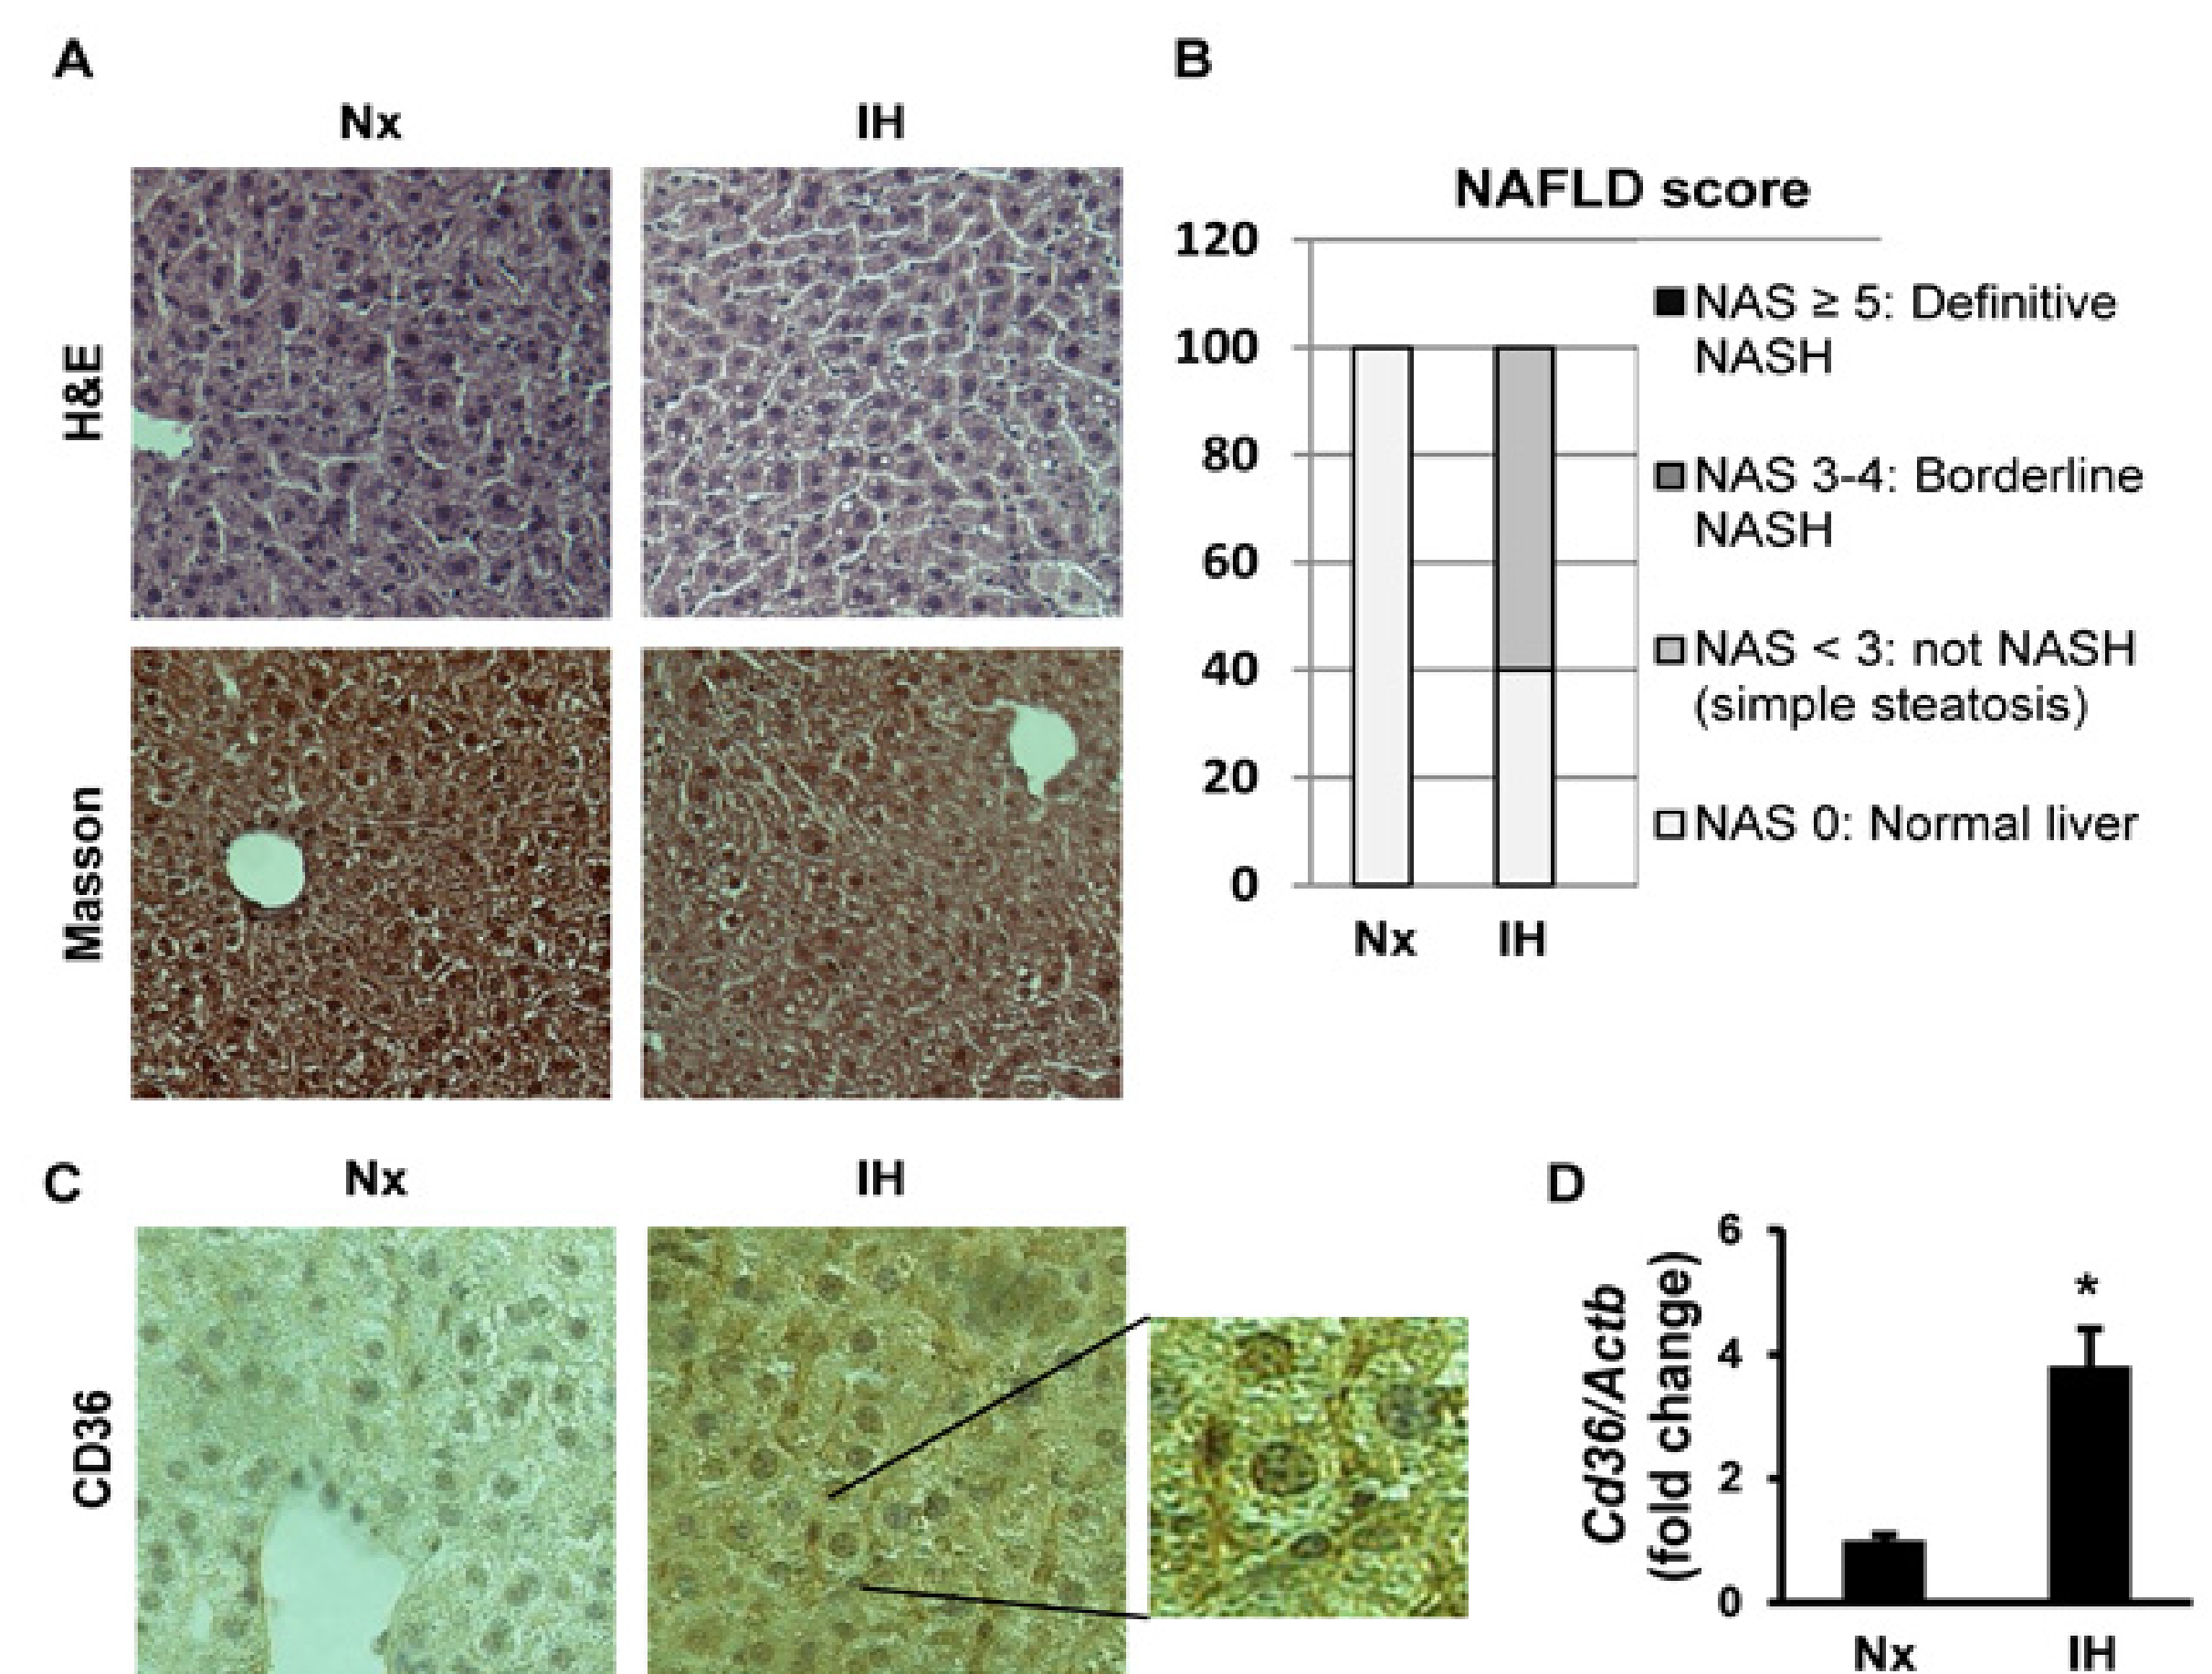 A
Nx
IH
H&E
Masson
B
NAFLD score
120
100
80
60
40
20
0
Nx
IH
NAS ≥ 5: Definitive
NASH
NAS 3-4: Borderline
NASH
NAS < 3: not NASH
(simple steatosis)
NAS 0: Normal liver
C
Nx
IH
CD36
D
Cd36/Actb
(fold change)
6
4
2
0
*
Nx
IH